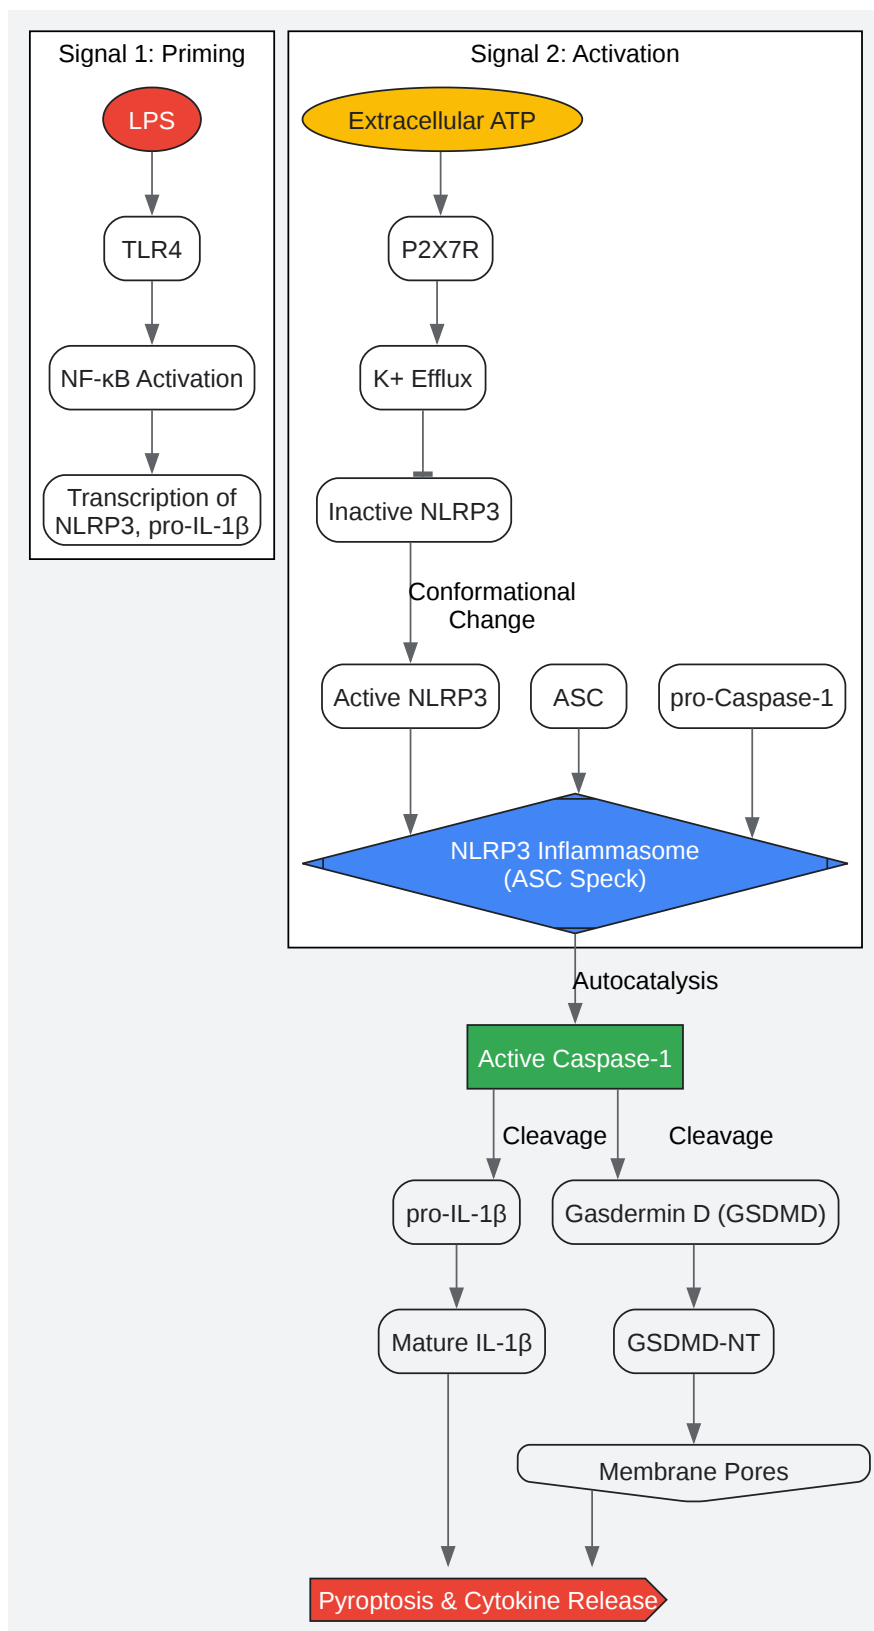 Signal 1: Priming
LPS
TLR4
NF-κB Activation
Transcription of
NLRP3, pro-IL-1β
Signal 2: Activation
Extracellular ATP
P2X7R
K+ Efflux
Inactive NLRP3
Conformational
Change
Active NLRP3
ASC
pro-Caspase-1
NLRP3 Inflammasome
(ASC Speck)
Autocatalysis
Active Caspase-1
Cleavage
Cleavage
pro-IL-1β
Gasdermin D (GSDMD)
Mature IL-1β
GSDMD-NT
Membrane Pores
Pyroptosis & Cytokine Release